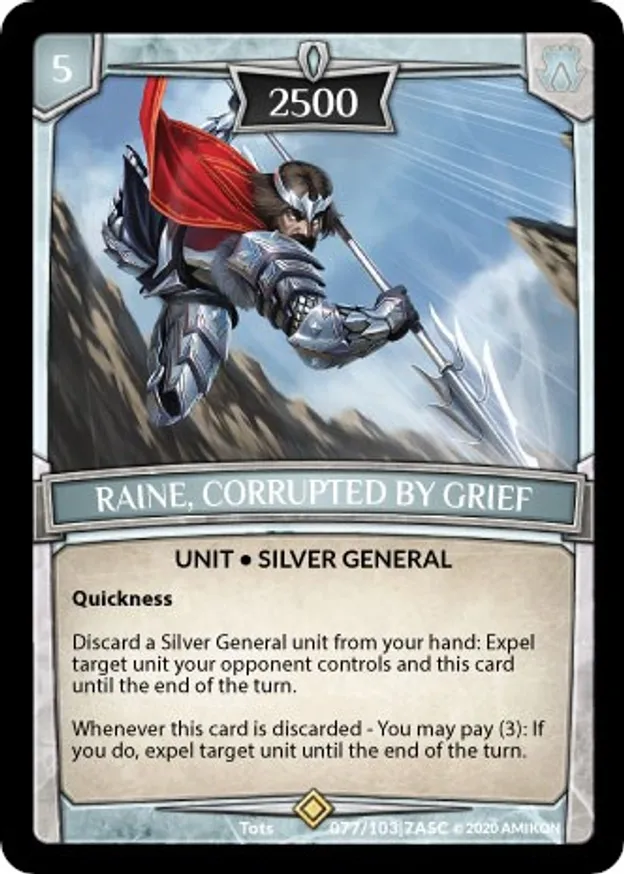 5
2500
RAINE, CORRUPTED BY GRIEF
UNIT • SILVER GENERAL
Quickness
Discard a Silver General unit from your hand: Expel
target unit your opponent controls and this card
until the end of the turn.
Whenever this card is discarded - You may pay (3): If
you do, expel target unit until the end of the turn.
Tots 077/103|7ASC © 2020 AMIKON